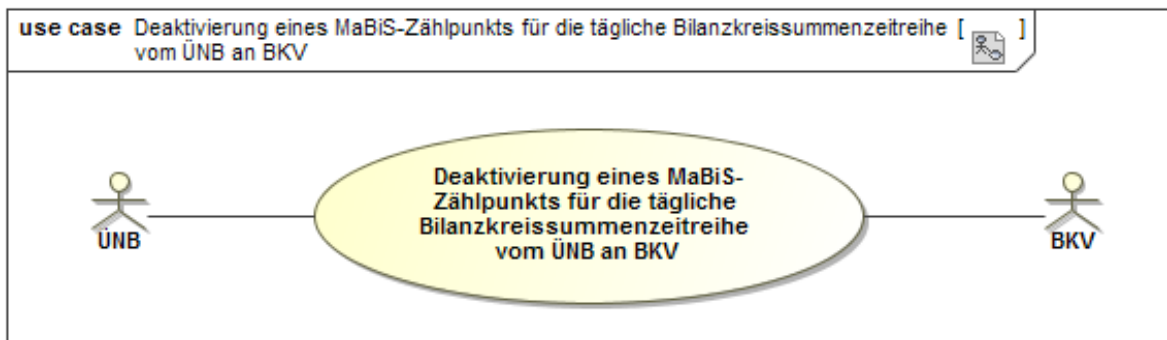 use case Deaktivierung eines MaBiS-Zählpunkts für die tägliche Bilanzkreissummenzeitreihe [ ]
vom ÜNB an BKV
Deaktivierung eines MaBiS-
Zählpunkts für die tägliche
Bilanzkreissummenzeitreihe
vom ÜNB an BKV
ÜNB
BKV